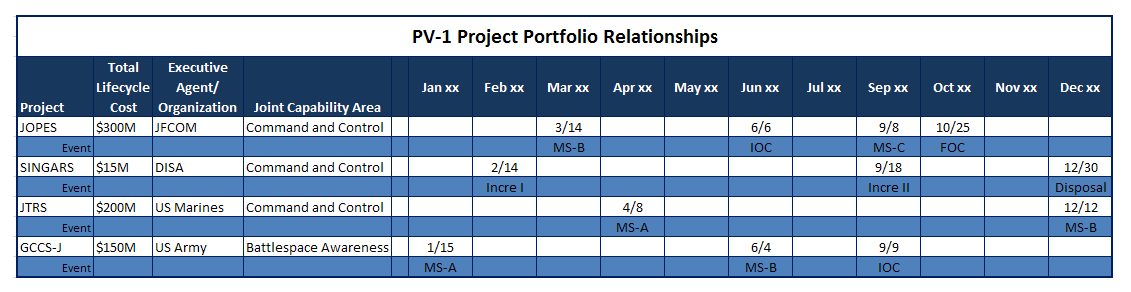 PV-1 Project Portfolio Relationships
Project Total Lifecycle Cost Executive Agent/ Organization Joint Capability Area Jan xx Feb xx Mar xx Apr xx May xx Jun xx Jul xx Sep xx Oct xx Nov xx Dec xx
JOPES $300M JFCOM Command and Control 3/14 6/6 9/8 10/25
Event MS-B IOC MS-C FOC
SINGARS $15M DISA Command and Control 2/14 9/18 12/30
Event Incre I Incre II Disposal
JTRS $200M US Marines Command and Control 4/8 12/12
Event MS-A MS-B
GCCS-J $150M US Army Battlespace Awareness 1/15 6/4 9/9
Event MS-A MS-B IOC